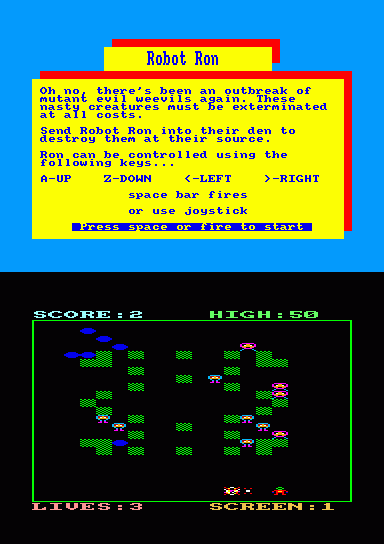 Robot Ron
Oh no, there's been an outbreak of
mutant evil weevils again. These
nasty creatures must be exterminated
at all costs.
Send Robot Ron into their den to
destroy them at their source.
Ron can be controlled using the
following keys...
A-UP Z-DOWN <-LEFT >-RIGHT
space bar fires
or use joystick
Press space or fire to start
SCORE:2 HIGH:50
LIVES:3 SCREEN:1